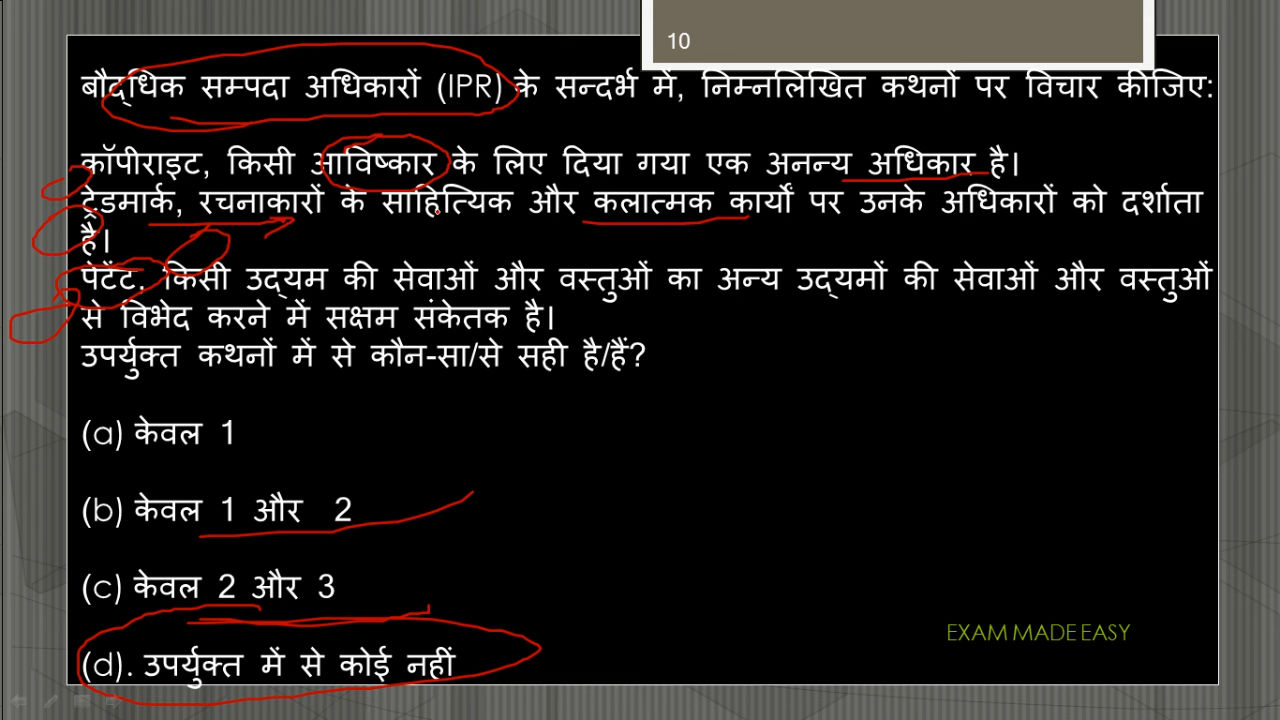 10
बौद्धिक सम्पदा अधिकारों (IPR) के सन्दर्भ में, निम्नलिखित कथनों पर विचार कीजिए:
कॉपीराइट, किसी आविष्कार के लिए दिया गया एक अनन्य अधिकार है।
ट्रेडमार्क, रचनाकारों के साहित्यिक और कलात्मक कार्यों पर उनके अधिकारों को दर्शाता
है।
पेटेंट, किसी उद्यम की सेवाओं और वस्तुओं का अन्य उद्यमों की सेवाओं और वस्तुओं
से विभेद करने में सक्षम संकेतक है।
उपर्युक्त कथनों में से कौन-सा/से सही है/हैं?
(a) केवल 1
(b) केवल 1 और 2
(c) केवल 2 और 3
EXAM MADE EASY
(d). उपर्युक्त में से कोई नहीं